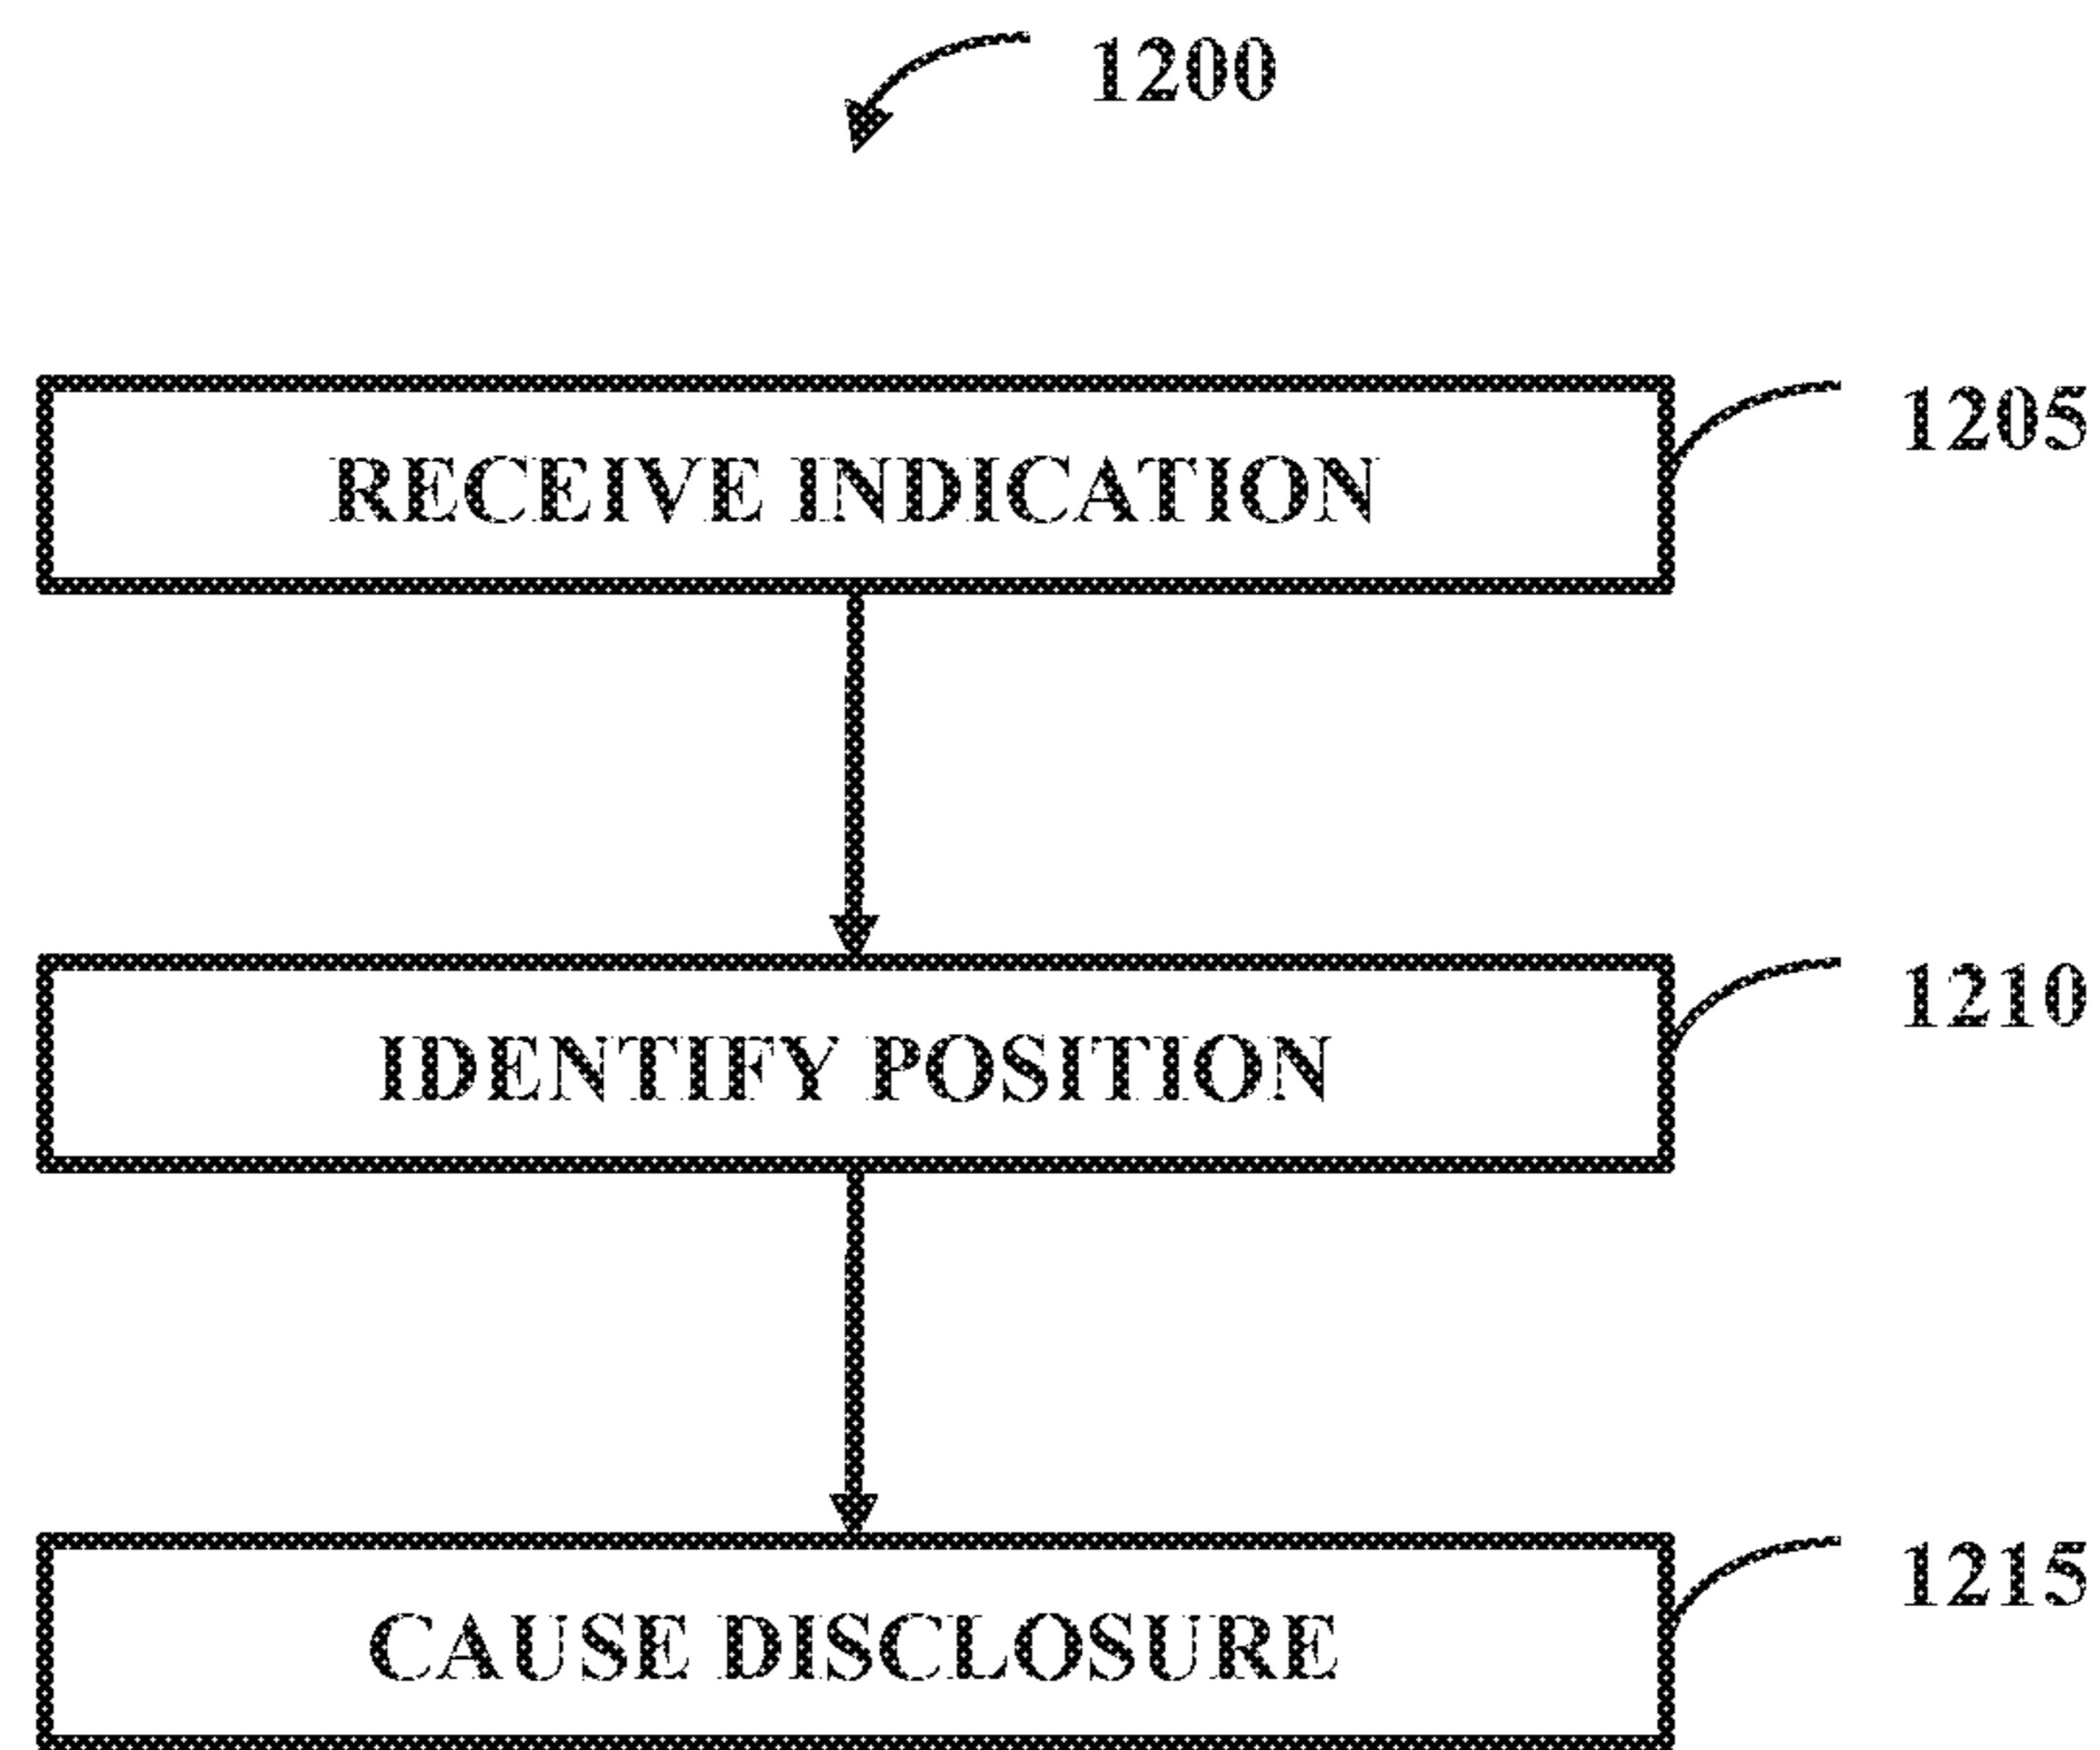 1200
RECEIVE INDICATION
1205
IDENTIFY POSITION
1210
CAUSE DISCLOSURE
1215